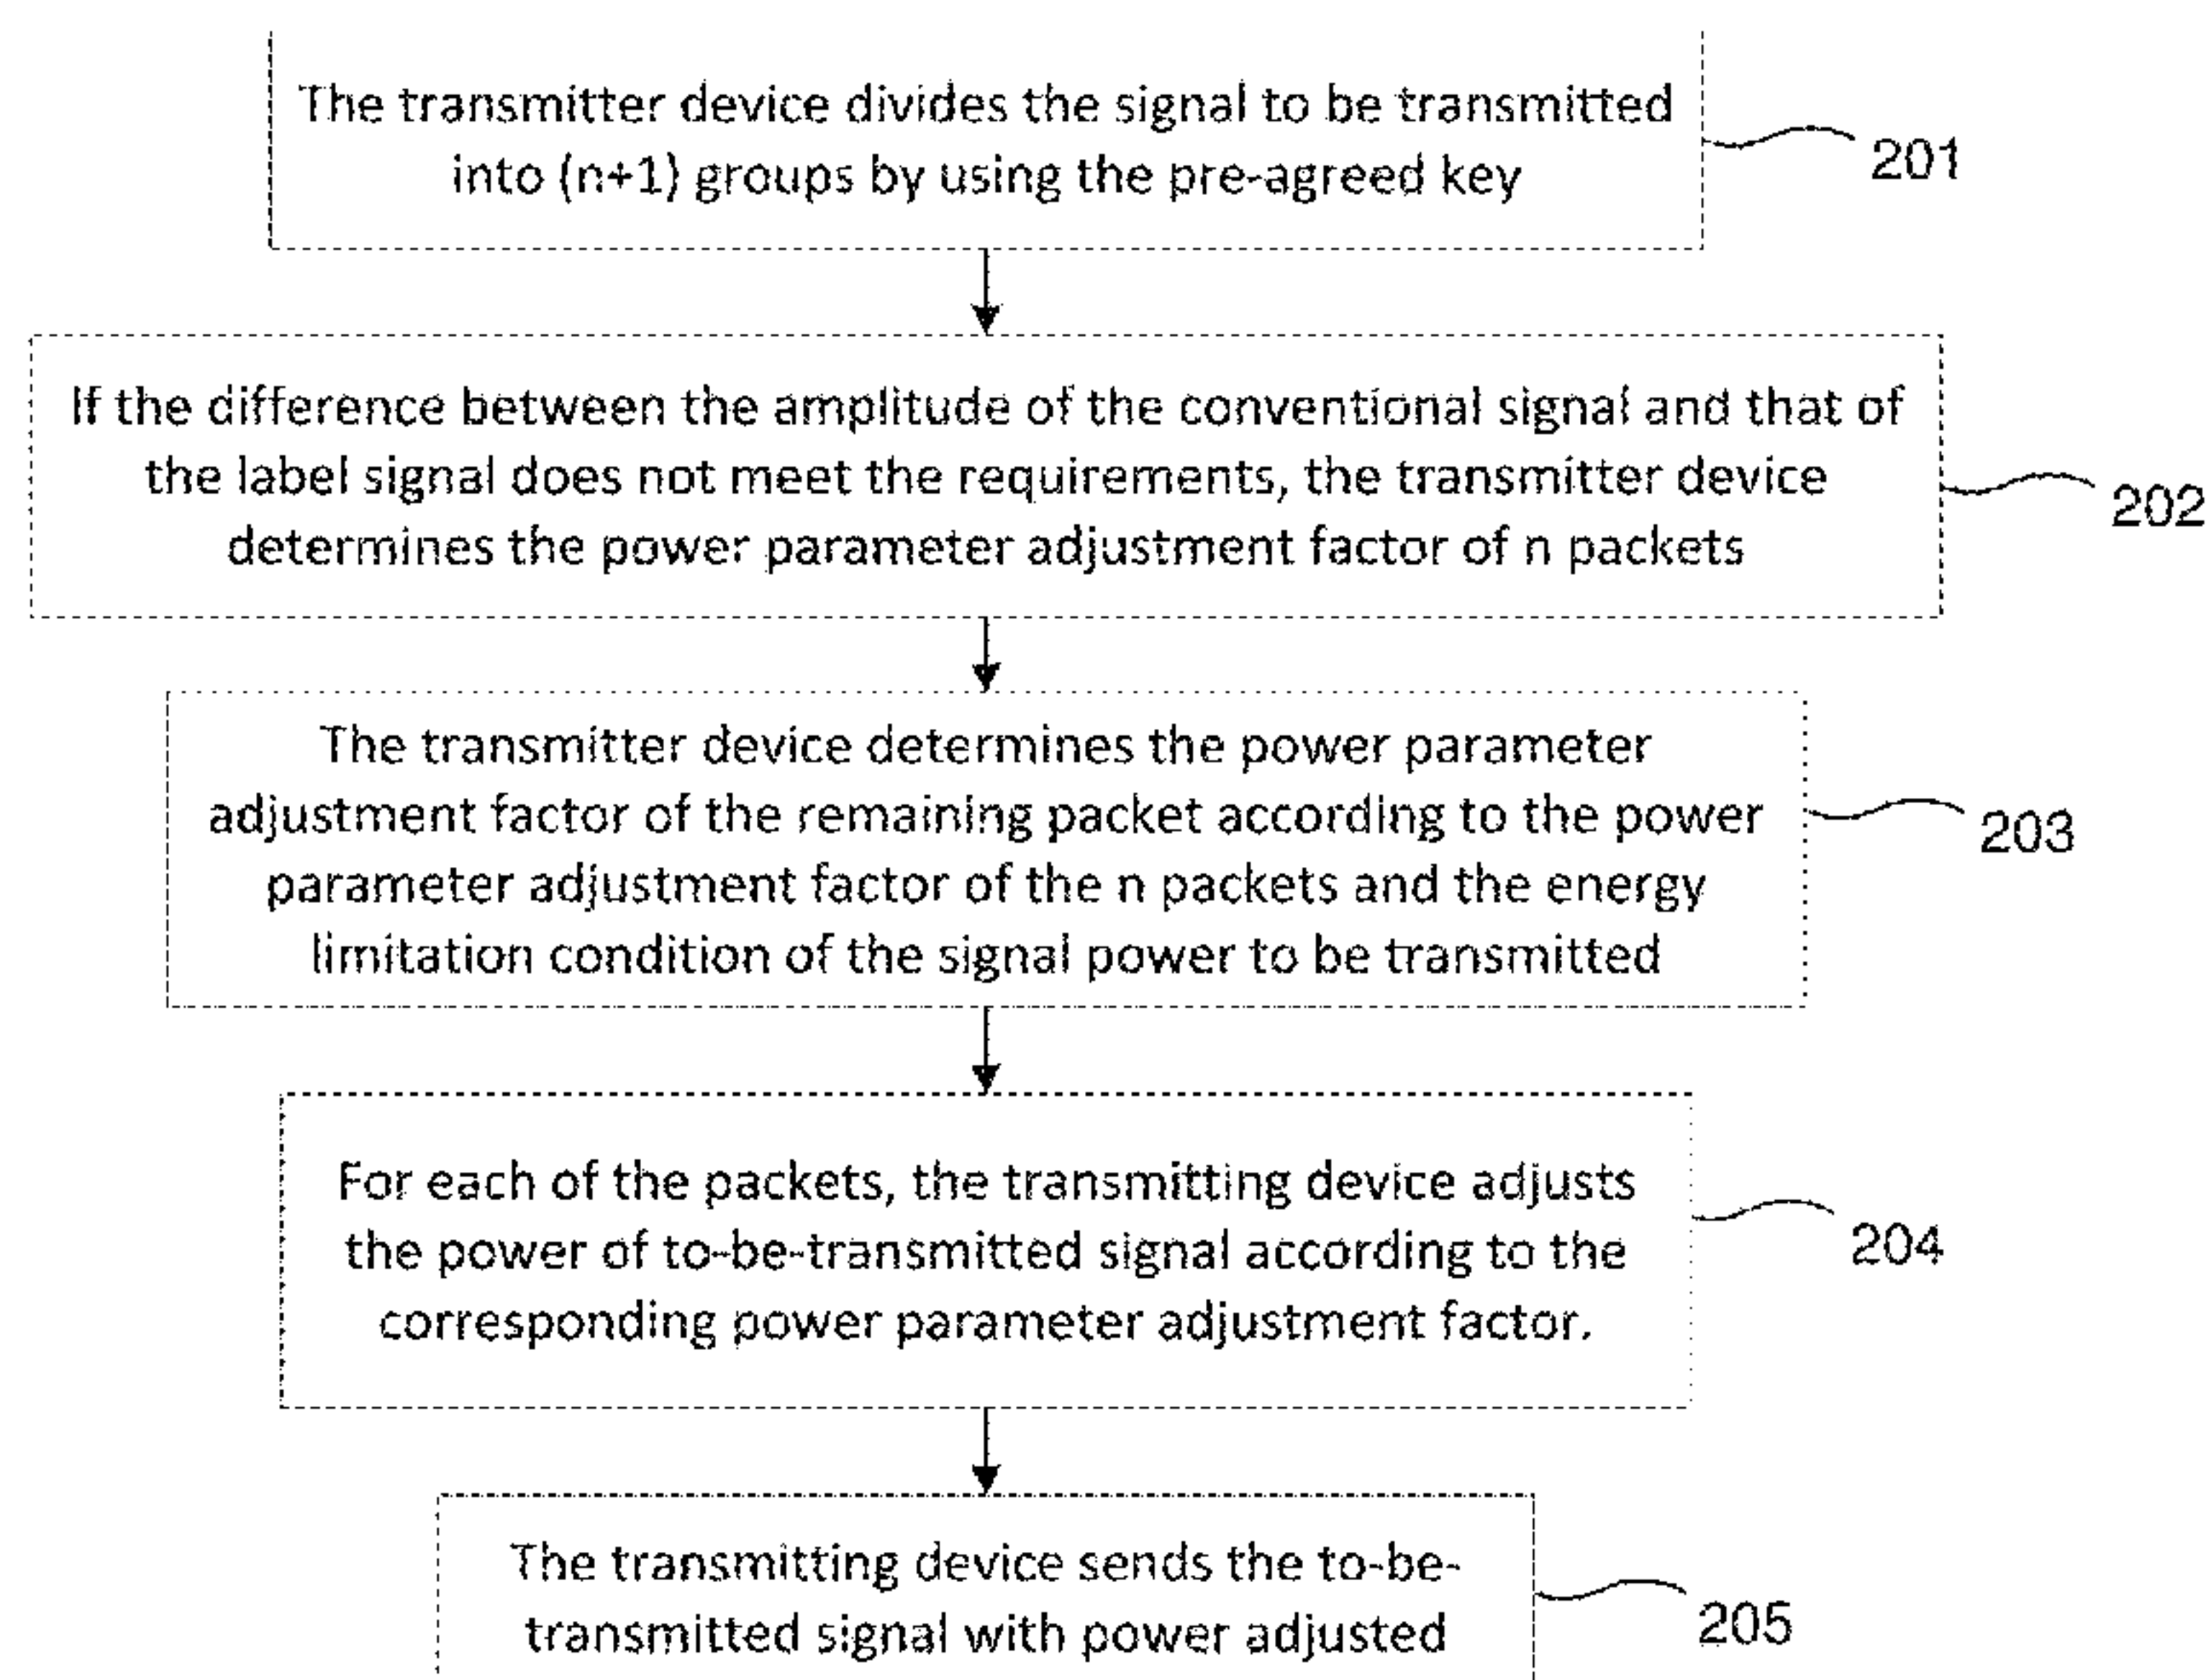 The transmitter device divides the signal to be transmitted
into (n+1) groups by using the pre-agreed key
201
If the difference between the amplitude of the conventional signal and that of
the label signal does not meet the requirements, the transmitter device
determines the power parameter adjustment factor of n packets
202
The transmitter device determines the power parameter
adjustment factor of the remaining packet according to the power
parameter adjustment factor of the n packets and the energy
limitation condition of the signal power to be transmitted
203
For each of the packets, the transmitting device adjusts
the power of to-be-transmitted signal according to the
corresponding power parameter adjustment factor.
204
The transmitting device sends the to-be-
transmitted signal with power adjusted
205